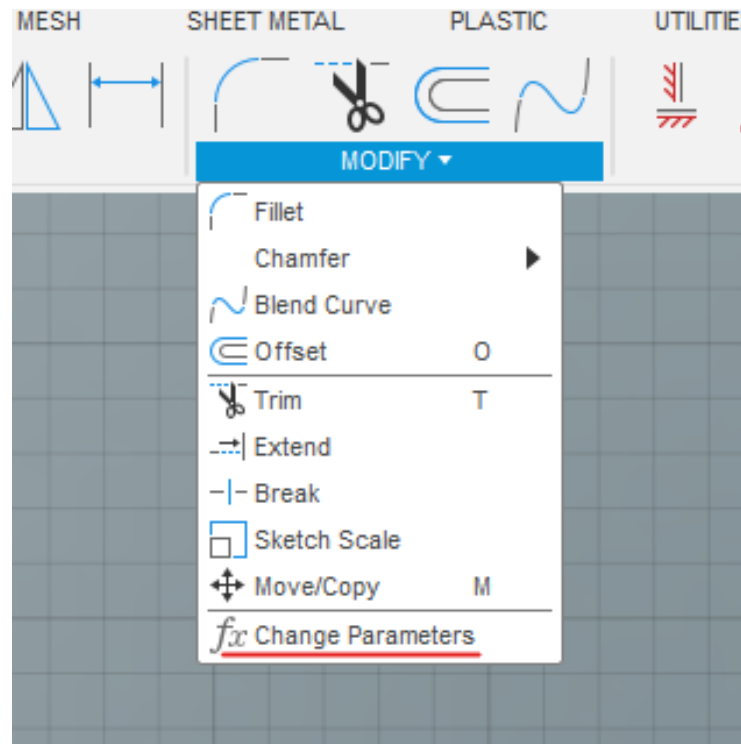 MESH SHEET METAL PLASTIC UTILITIE
MODIFY
Fillet
Chamfer
Blend Curve
Offset O
Trim T
Extend
Break
Sketch Scale
Move/Copy M
fx Change Parameters